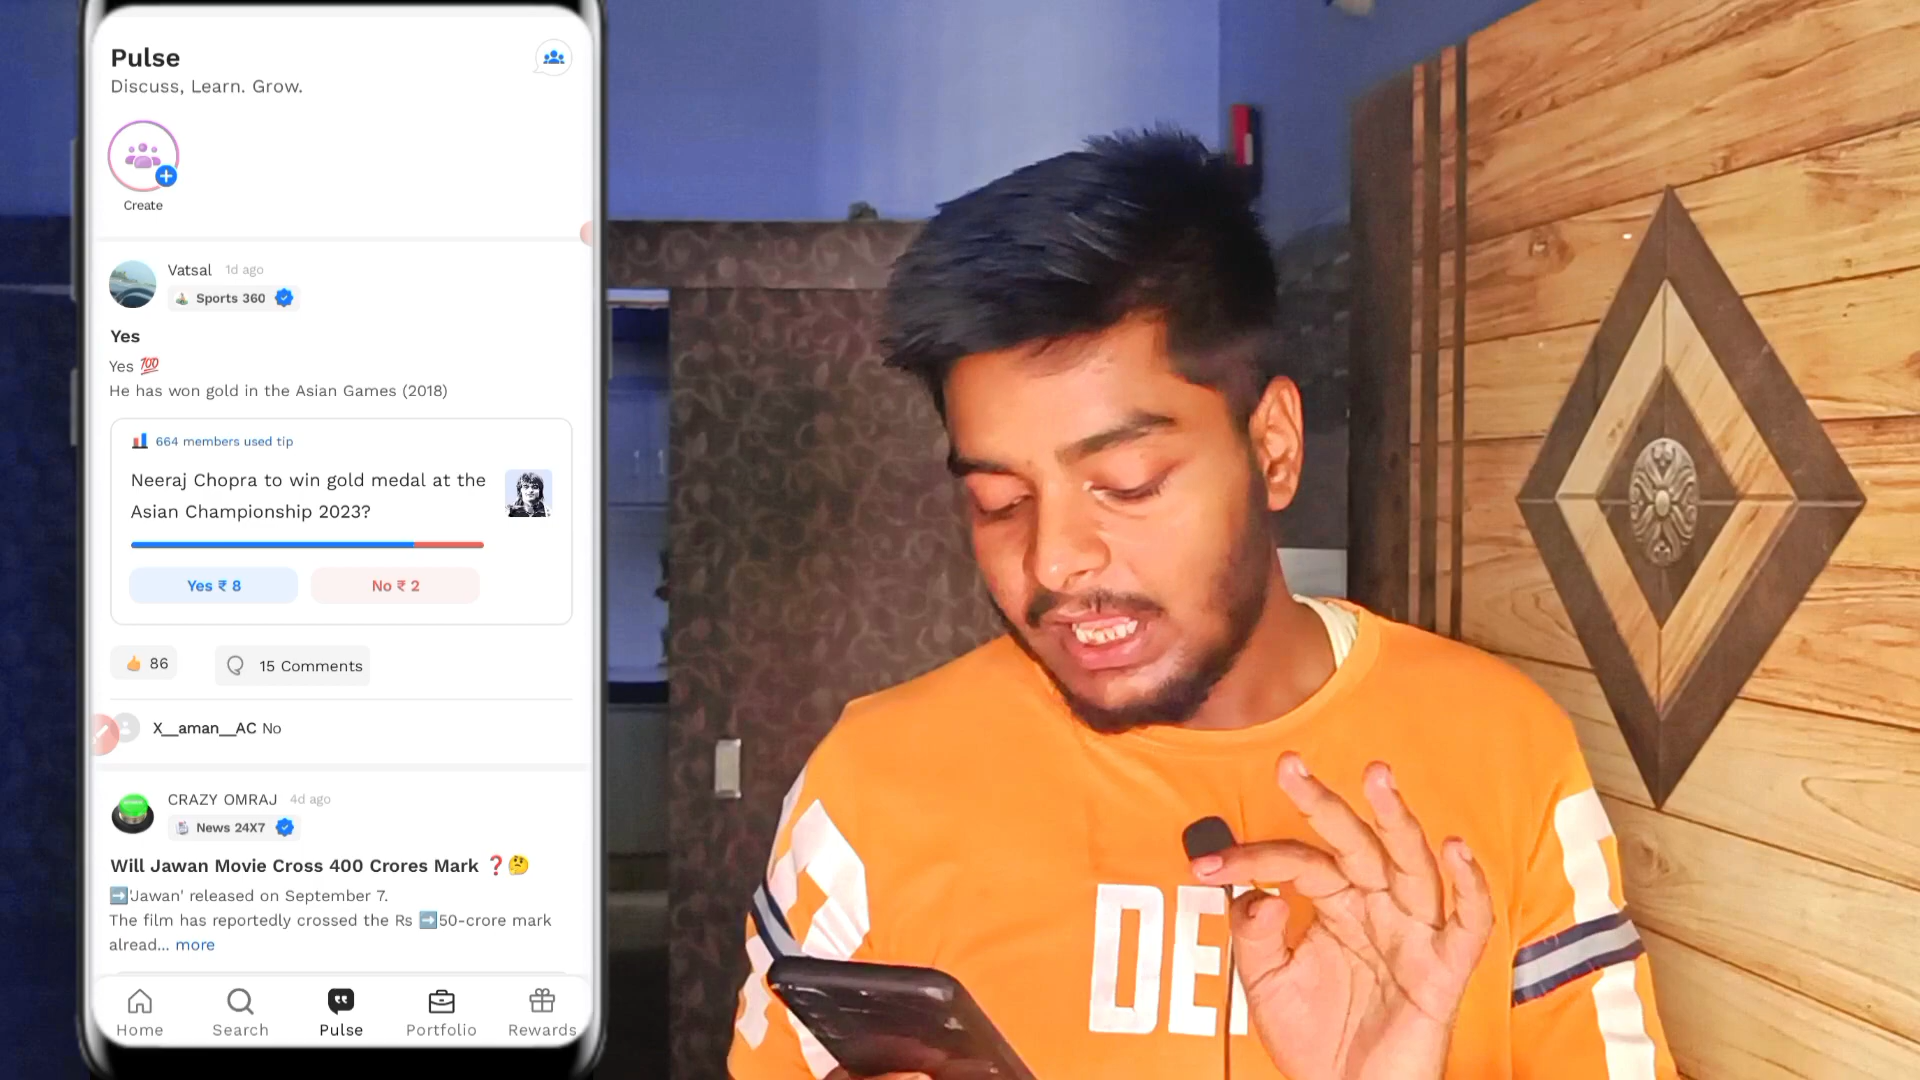 Pulse
Discuss, Learn. Grow.
Create
Vatsal 1d ago
Sports 360
Yes
Yes 💯
He has won gold in the Asian Games (2018)
664 members used tip
Neeraj Chopra to win gold medal at the
Asian Championship 2023?
Yes ₹ 8
No ₹ 2
👍 86
15 Comments
X__aman__AC No
CRAZY OMRAJ 4d ago
News 24X7
Will Jawan Movie Cross 400 Crores Mark ❓🤔
➡️'Jawan' released on September 7.
The film has reportedly crossed the Rs ➡️50-crore mark
alread... more
Home
Search
Pulse
Portfolio
Rewards
DE